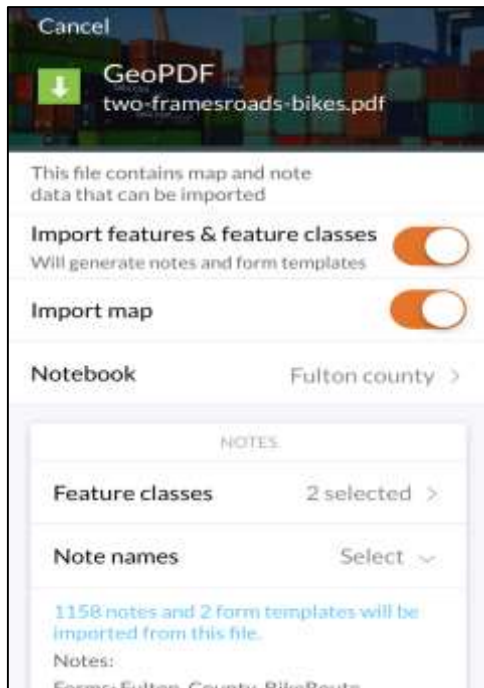 Cancel
GeoPDF
two-framesroads-bikes.pdf
This file contains map and note
data that can be imported
Import features & feature classes
Will generate notes and form templates
Import map
Notebook Fulton county >
NOTES
Feature classes 2 selected >
Note names Select
1158 notes and 2 form templates will be
imported from this file.
Notes:
Forms: Fulton_County_BikeRoute